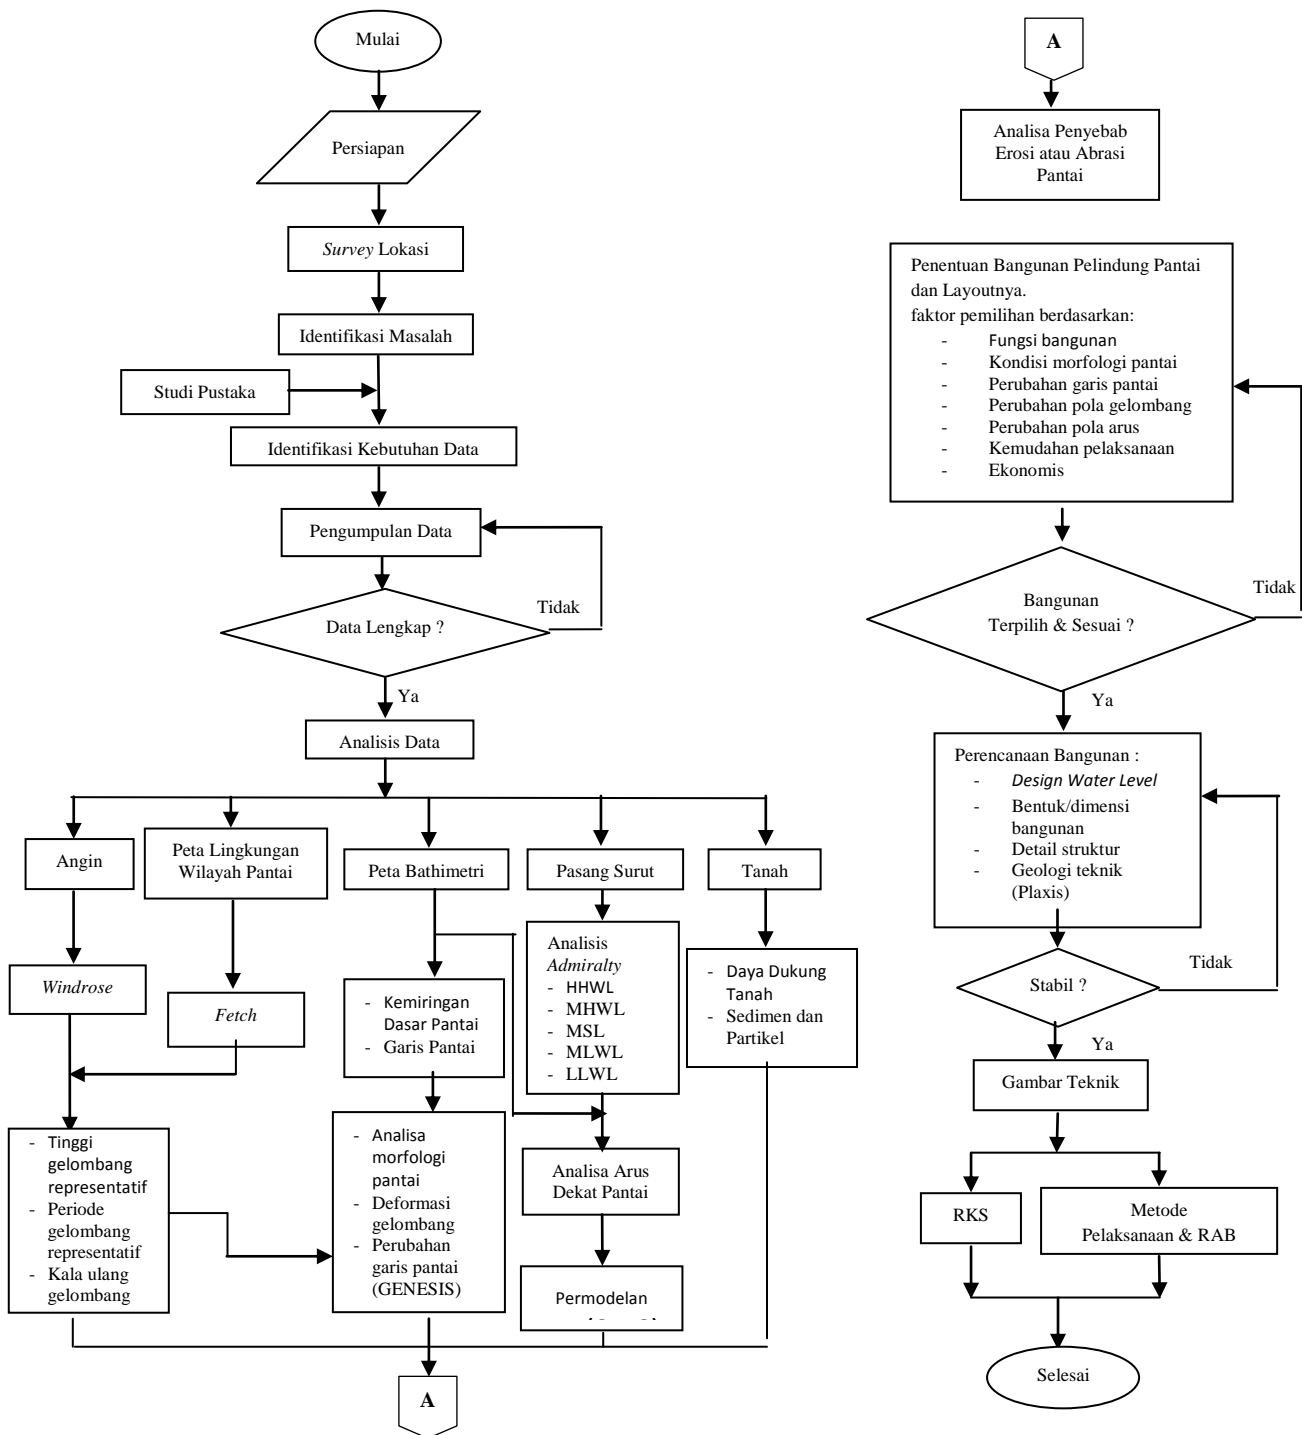 Mulai
Persiapan
Survey Lokasi
Identifikasi Masalah
Studi Pustaka
Identifikasi Kebutuhan Data
Pengumpulan Data
Tidak
Data Lengkap ?
Ya
Analisis Data
Angin
Peta Lingkungan
Wilayah Pantai
Peta Bathimetri
Pasang Surut
Tanah
Windrose
Fetch
- Kemiringan
Dasar Pantai
- Garis Pantai
Analisis
Admiralty
- HHWL
- MHWL
- MSL
- MLWL
- LLWL
- Daya Dukung
Tanah
- Sedimen dan
Partikel
- Tinggi
gelombang
representatif
- Periode
gelombang
representatif
- Kala ulang
gelombang
- Analisa
morfologi
pantai
- Deformasi
gelombang
- Perubahan
garis pantai
(GENESIS)
Analisa Arus
Dekat Pantai
Permodelan
A
A
Analisa Penyebab
Erosi atau Abrasi
Pantai
Penentuan Bangunan Pelindung Pantai
dan Layoutnya.
faktor pemilihan berdasarkan:
- Fungsi bangunan
- Kondisi morfologi pantai
- Perubahan garis pantai
- Perubahan pola gelombang
- Perubahan pola arus
- Kemudahan pelaksanaan
- Ekonomis
Tidak
Bangunan
Terpilih & Sesuai ?
Ya
Perencanaan Bangunan :
- Design Water Level
- Bentuk/dimensi
bangunan
- Detail struktur
- Geologi teknik
(Plaxis)
Tidak
Stabil ?
Ya
Gambar Teknik
RKS
Metode
Pelaksanaan & RAB
Selesai